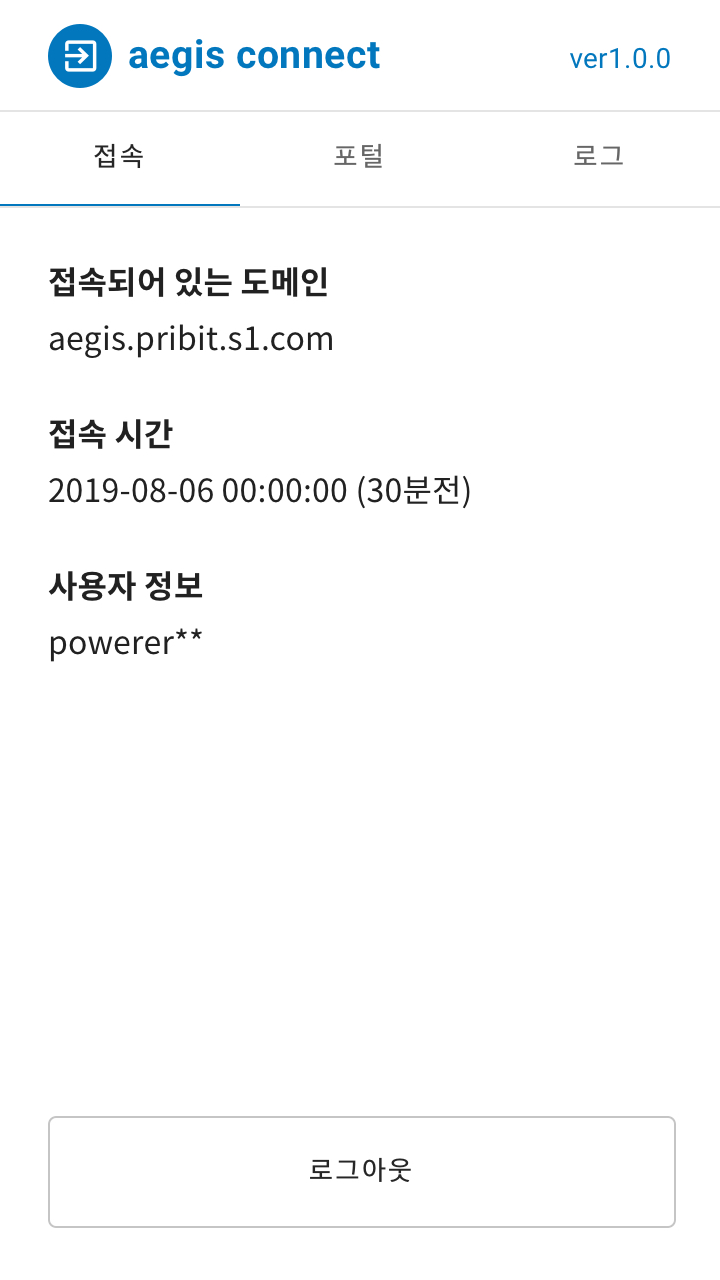 aegis connect
ver1.0.0
접속
포털
로그
접속되어 있는 도메인
aegis.pribit.s1.com
접속 시간
2019-08-06 00:00:00 (30분전)
사용자 정보
powerer**
로그아웃